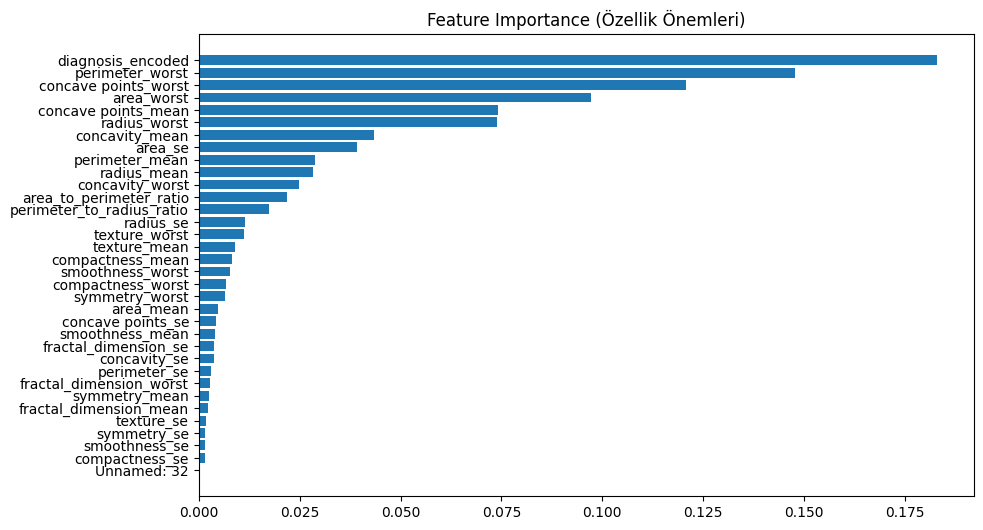 Feature Importance (Özellik Önemleri)
diagnosis_encoded
perimeter_worst
concave points_worst
area_worst
concave points_mean
radius_worst
concavity_mean
area_se
perimeter_mean
radius_mean
concavity_worst
area_to_perimeter_ratio
perimeter_to_radius_ratio
radius_se
texture_worst
texture_mean
compactness_mean
smoothness_worst
compactness_worst
symmetry_worst
area_mean
concave points_se
smoothness_mean
fractal_dimension_se
concavity_se
perimeter_se
fractal_dimension_worst
symmetry_mean
fractal_dimension_mean
texture_se
symmetry_se
smoothness_se
compactness_se
Unnamed: 32
0.000 0.025 0.050 0.075 0.100 0.125 0.150 0.175